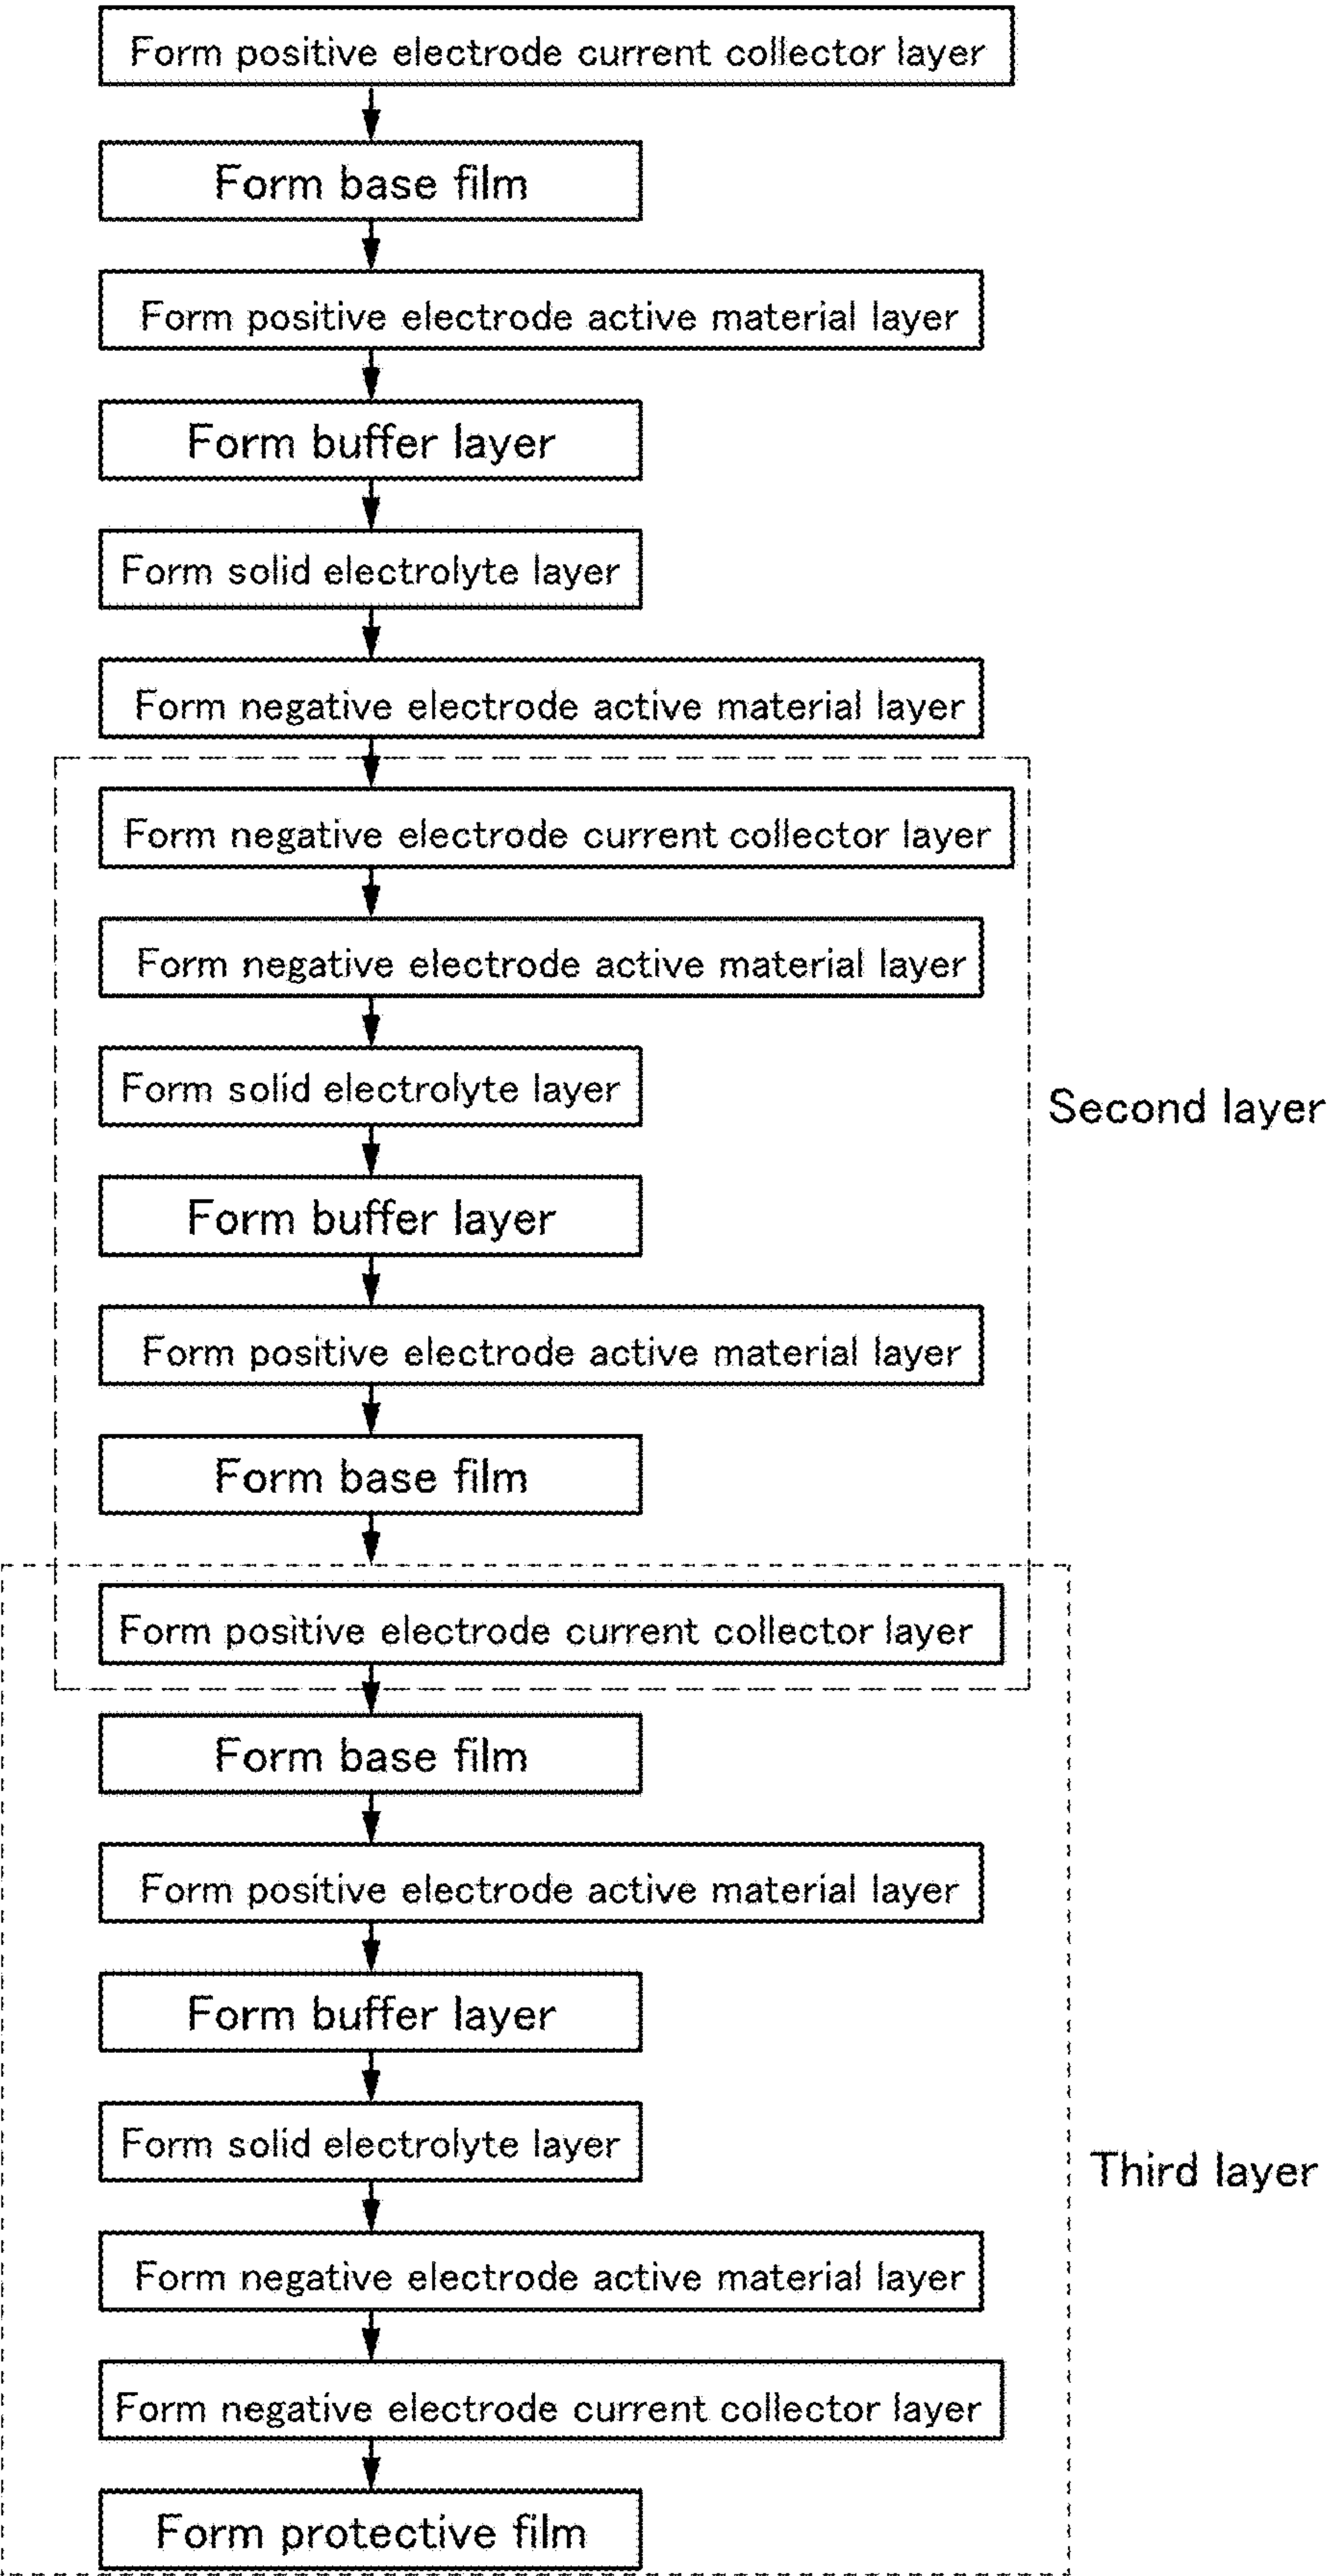 Form positive electrode current collector layer
Form base film
Form positive electrode active material layer
Form buffer layer
Form solid electrolyte layer
Form negative electrode active material layer
Form negative electrode current collector layer
Form negative electrode active material layer
Form solid electrolyte layer
Second layer
Form buffer layer
Form positive electrode active material layer
Form base film
Form positive electrode current collector layer
Form base film
Form positive electrode active material layer
Form buffer layer
Form solid electrolyte layer
Third layer
Form negative electrode active material layer
Form negative electrode current collector layer
Form protective film